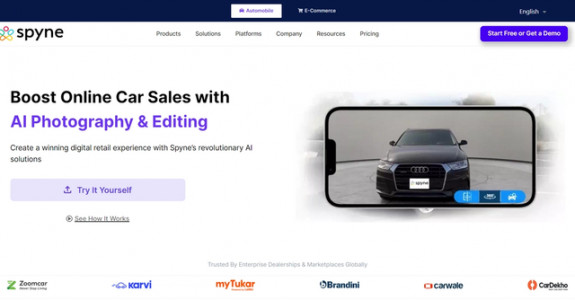 Automobile
E-Commerce
English
spyne
Products
Solutions
Platforms
Company
Resources
Pricing
Start Free or Get a Demo
Boost Online Car Sales with
AI Photography & Editing
Create a winning digital retail experience with Spyne's revolutionary AI
solutions
Try It Yourself
See How It Works
spyne
Trusted By Enterprise Dealerships & Marketplaces Globally
Zoomcar
KARVI
myTukar
Brandini
carwale
CarDekho